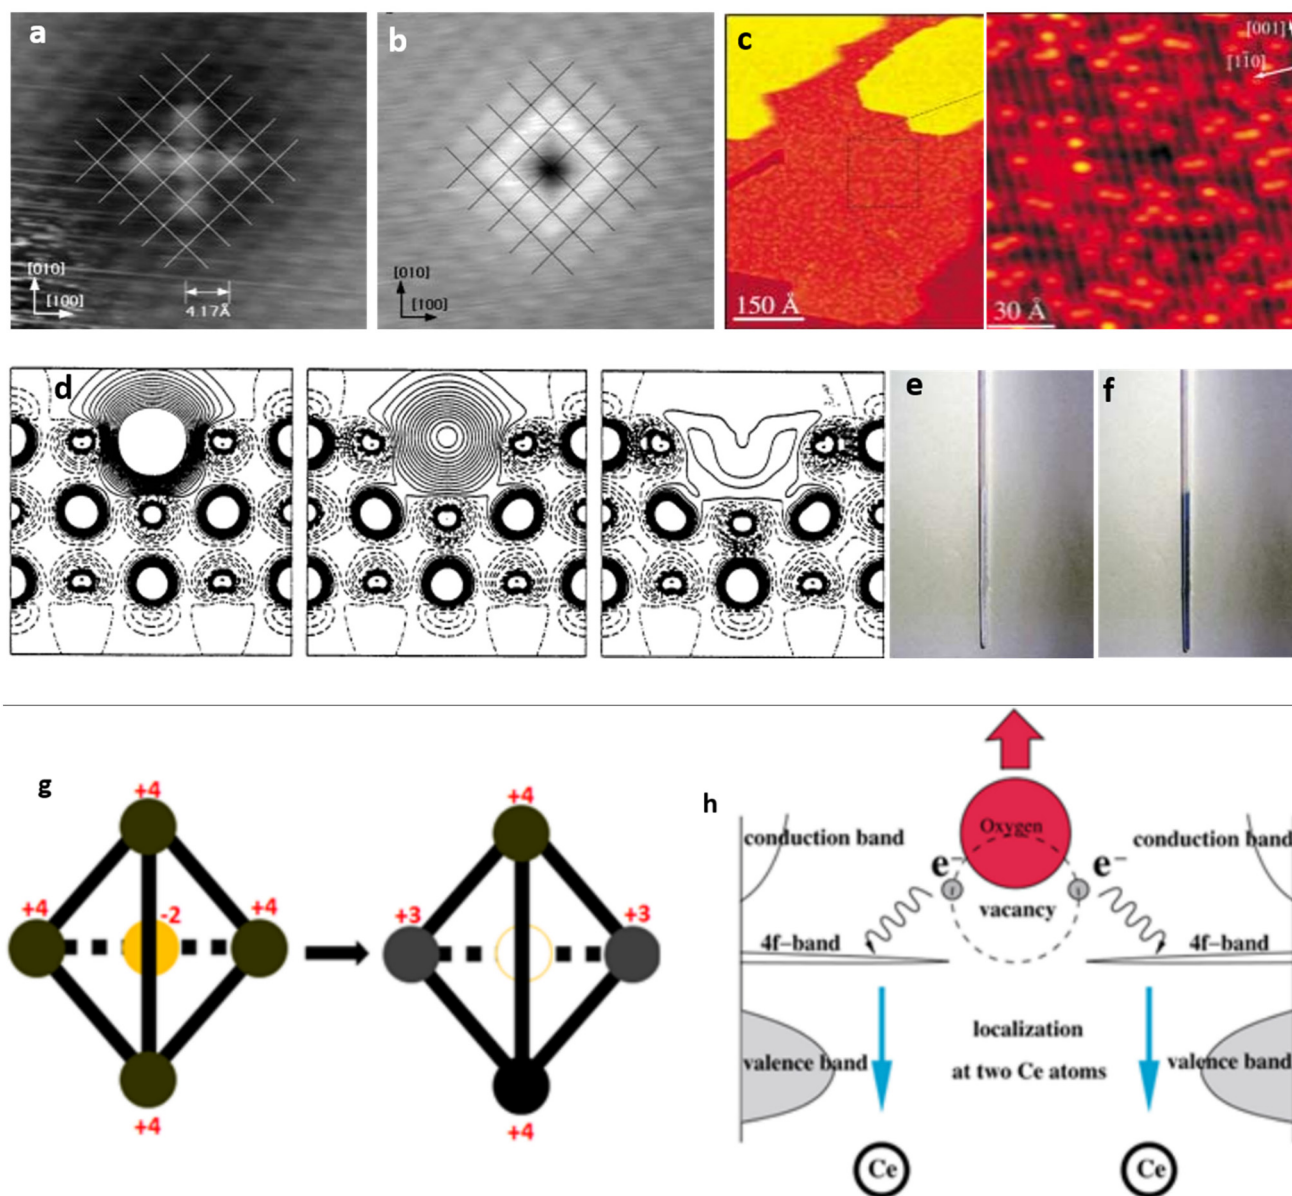 a
[010]
[100]
4.17Å
b
[010]
[100]
c
150 Å
[001]
[11̄0]
30 Å
d
e
f
g
+4
+4
-2
+4
+4
+4
+3
+3
+4
h
Oxygen
conduction band
conduction band
e⁻
e⁻
vacancy
4f-band
4f-band
localization
valence band
at two Ce atoms
valence band
Ce
Ce